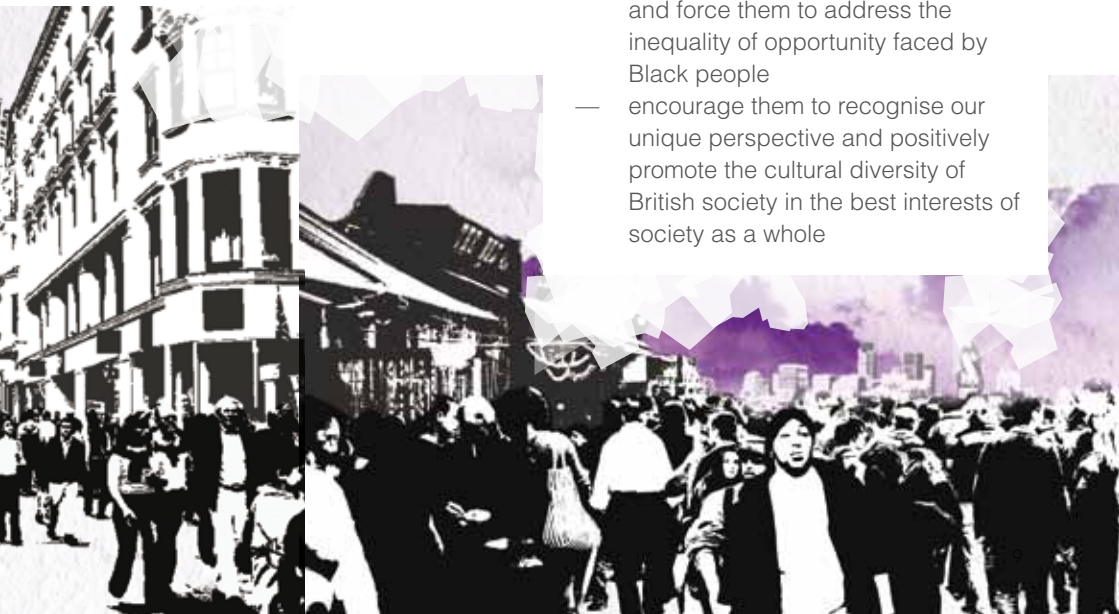 and force them to address the
inequality of opportunity faced by
Black people
— encourage them to recognise our
unique perspective and positively
promote the cultural diversity of
British society in the best interests of
society as a whole